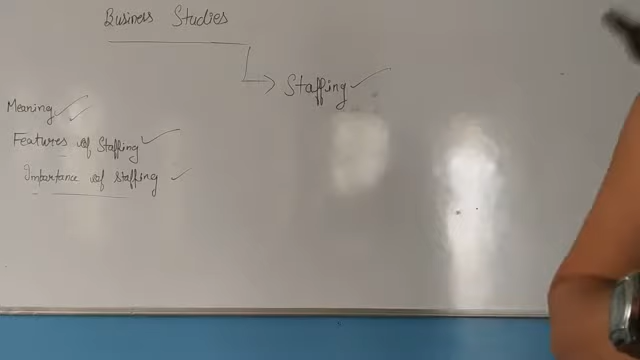 Business Studies
Staffing
Meaning
Features of Staffing
Importance of staffing